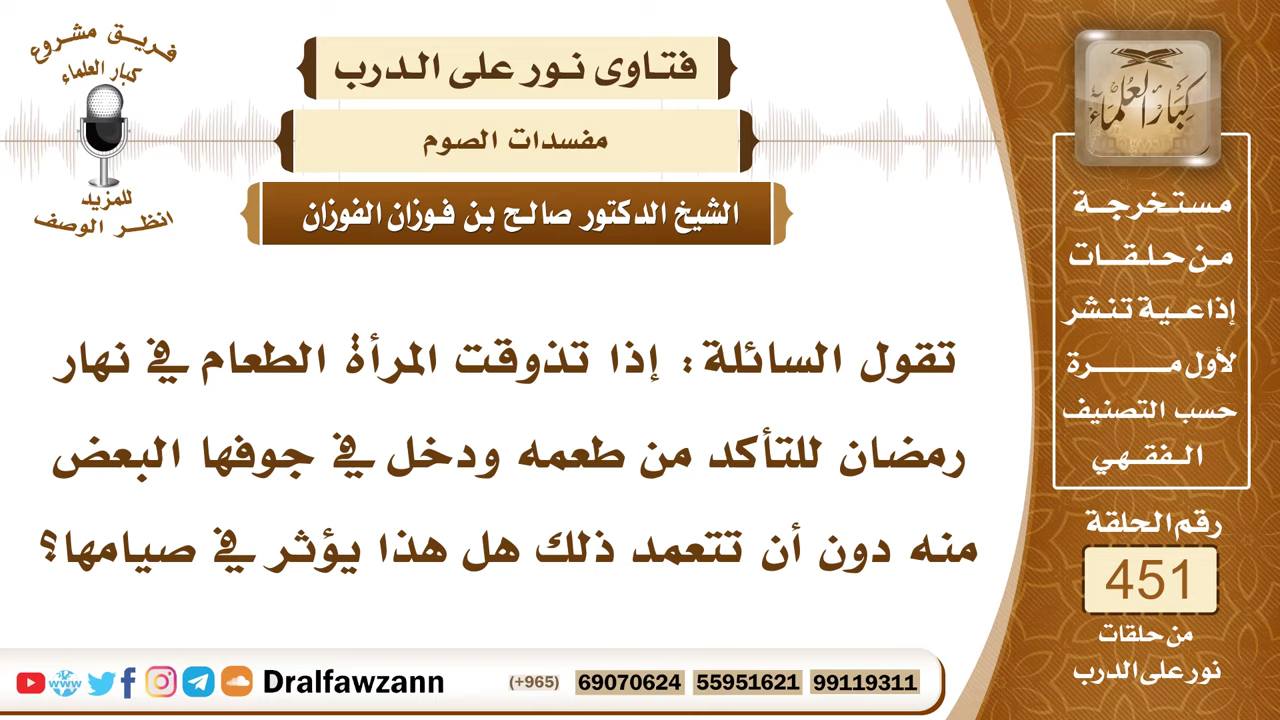 فريق مشروع
كبار العلماء
للمزيد
انظر الوصف
فتاوى نور على الدرب
مفسدات الصوم
الشيخ الدكتور صالح بن فوزان الفوزان
تقول السائلة: إذا تذوقت المرأة الطعام في نهار
رمضان للتأكد من طعمه ودخل في جوفها البعض
منه دون أن تتعمد ذلك هل هذا يؤثر في صيامها؟
كبار العلماء
مستخرجة
من حلقات
إذاعية تنشر
لأول مرة
حسب التصنيف
الفقهي
رقم الحلقة
451
من حلقات
نور على الدرب
www
Dralfawzann
(+965) 69070624 55951621 99119311